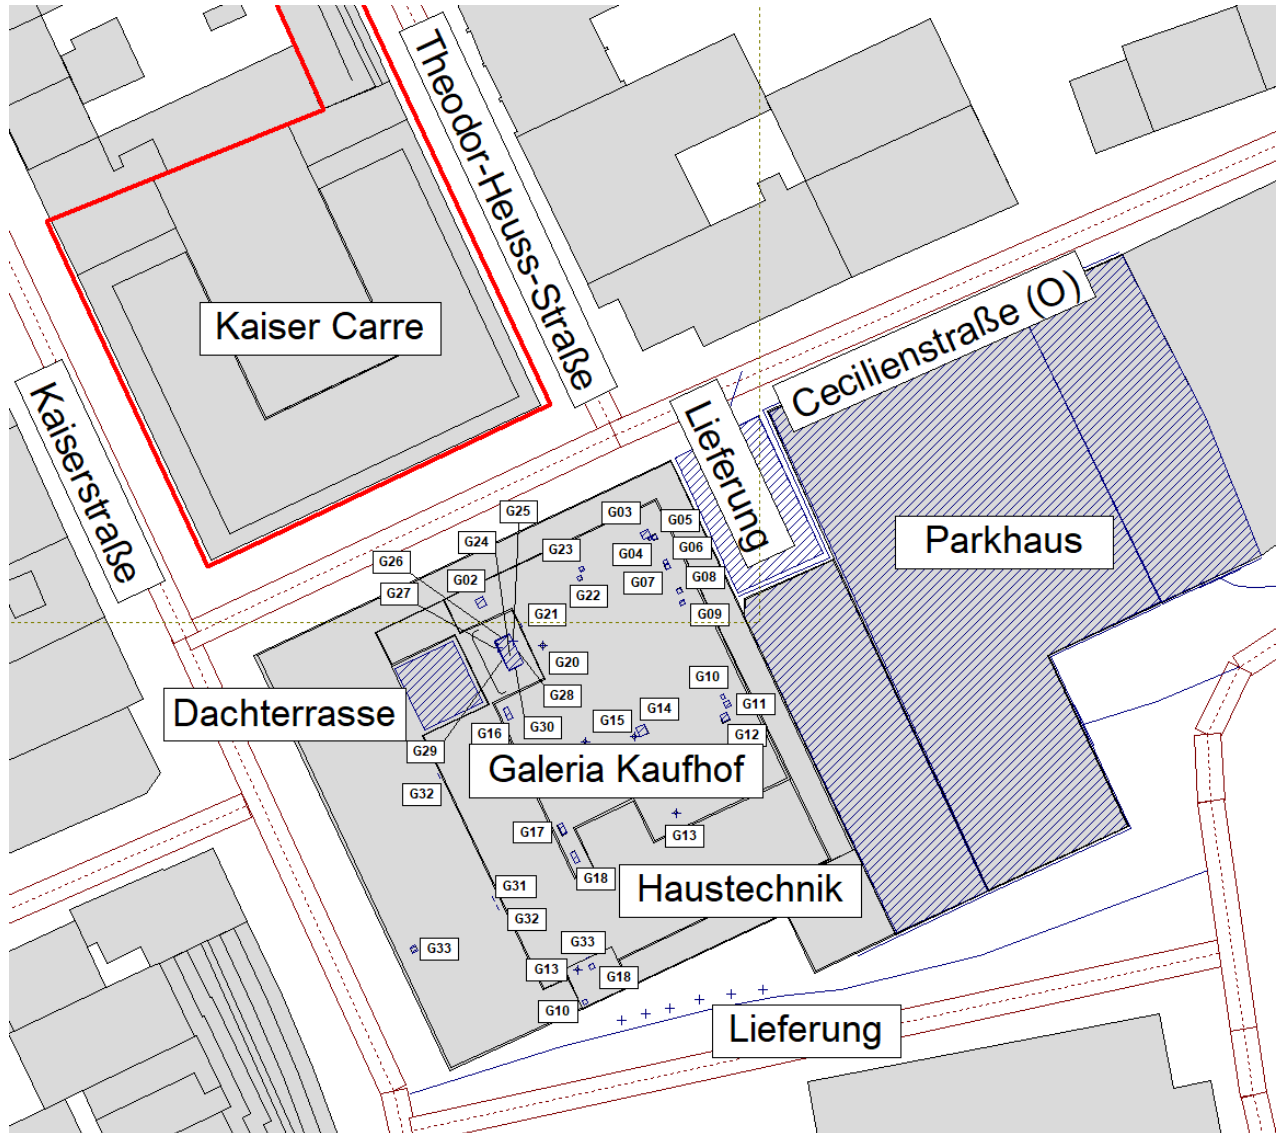 Theodor-Heuss-Straße
Kaiser Carre
Cecilienstraße (O)
Kaiserstraße
Lieferung
Parkhaus
G25
G03
G05
G24
G23
G04
G06
G26
G02
G07
G08
G27
G22
G09
G21
G20
G10
G28
G11
Dachterrasse
G14
G15
G30
G16
G12
G29
Galeria Kaufhof
G32
G17
G13
G18
Haustechnik
G31
G32
G33
G33
G13
G18
G10
Lieferung